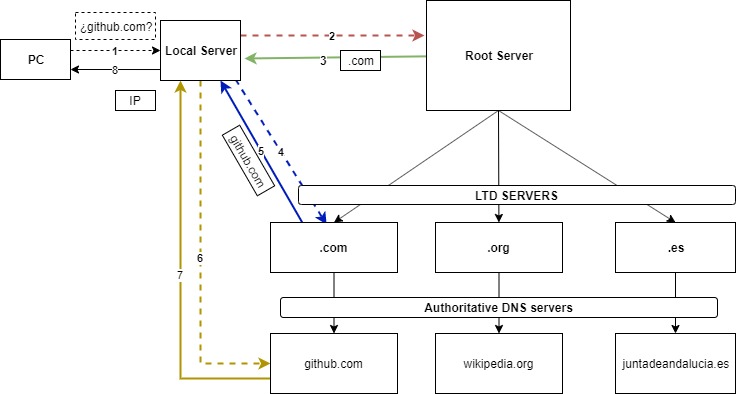 ¿github.com?
PC
1
8
Local Server
IP
2
3
.com
Root Server
5
4
github.com
LTD SERVERS
.com
.org
.es
6
7
Authoritative DNS servers
github.com
wikipedia.org
juntadeandalucia.es